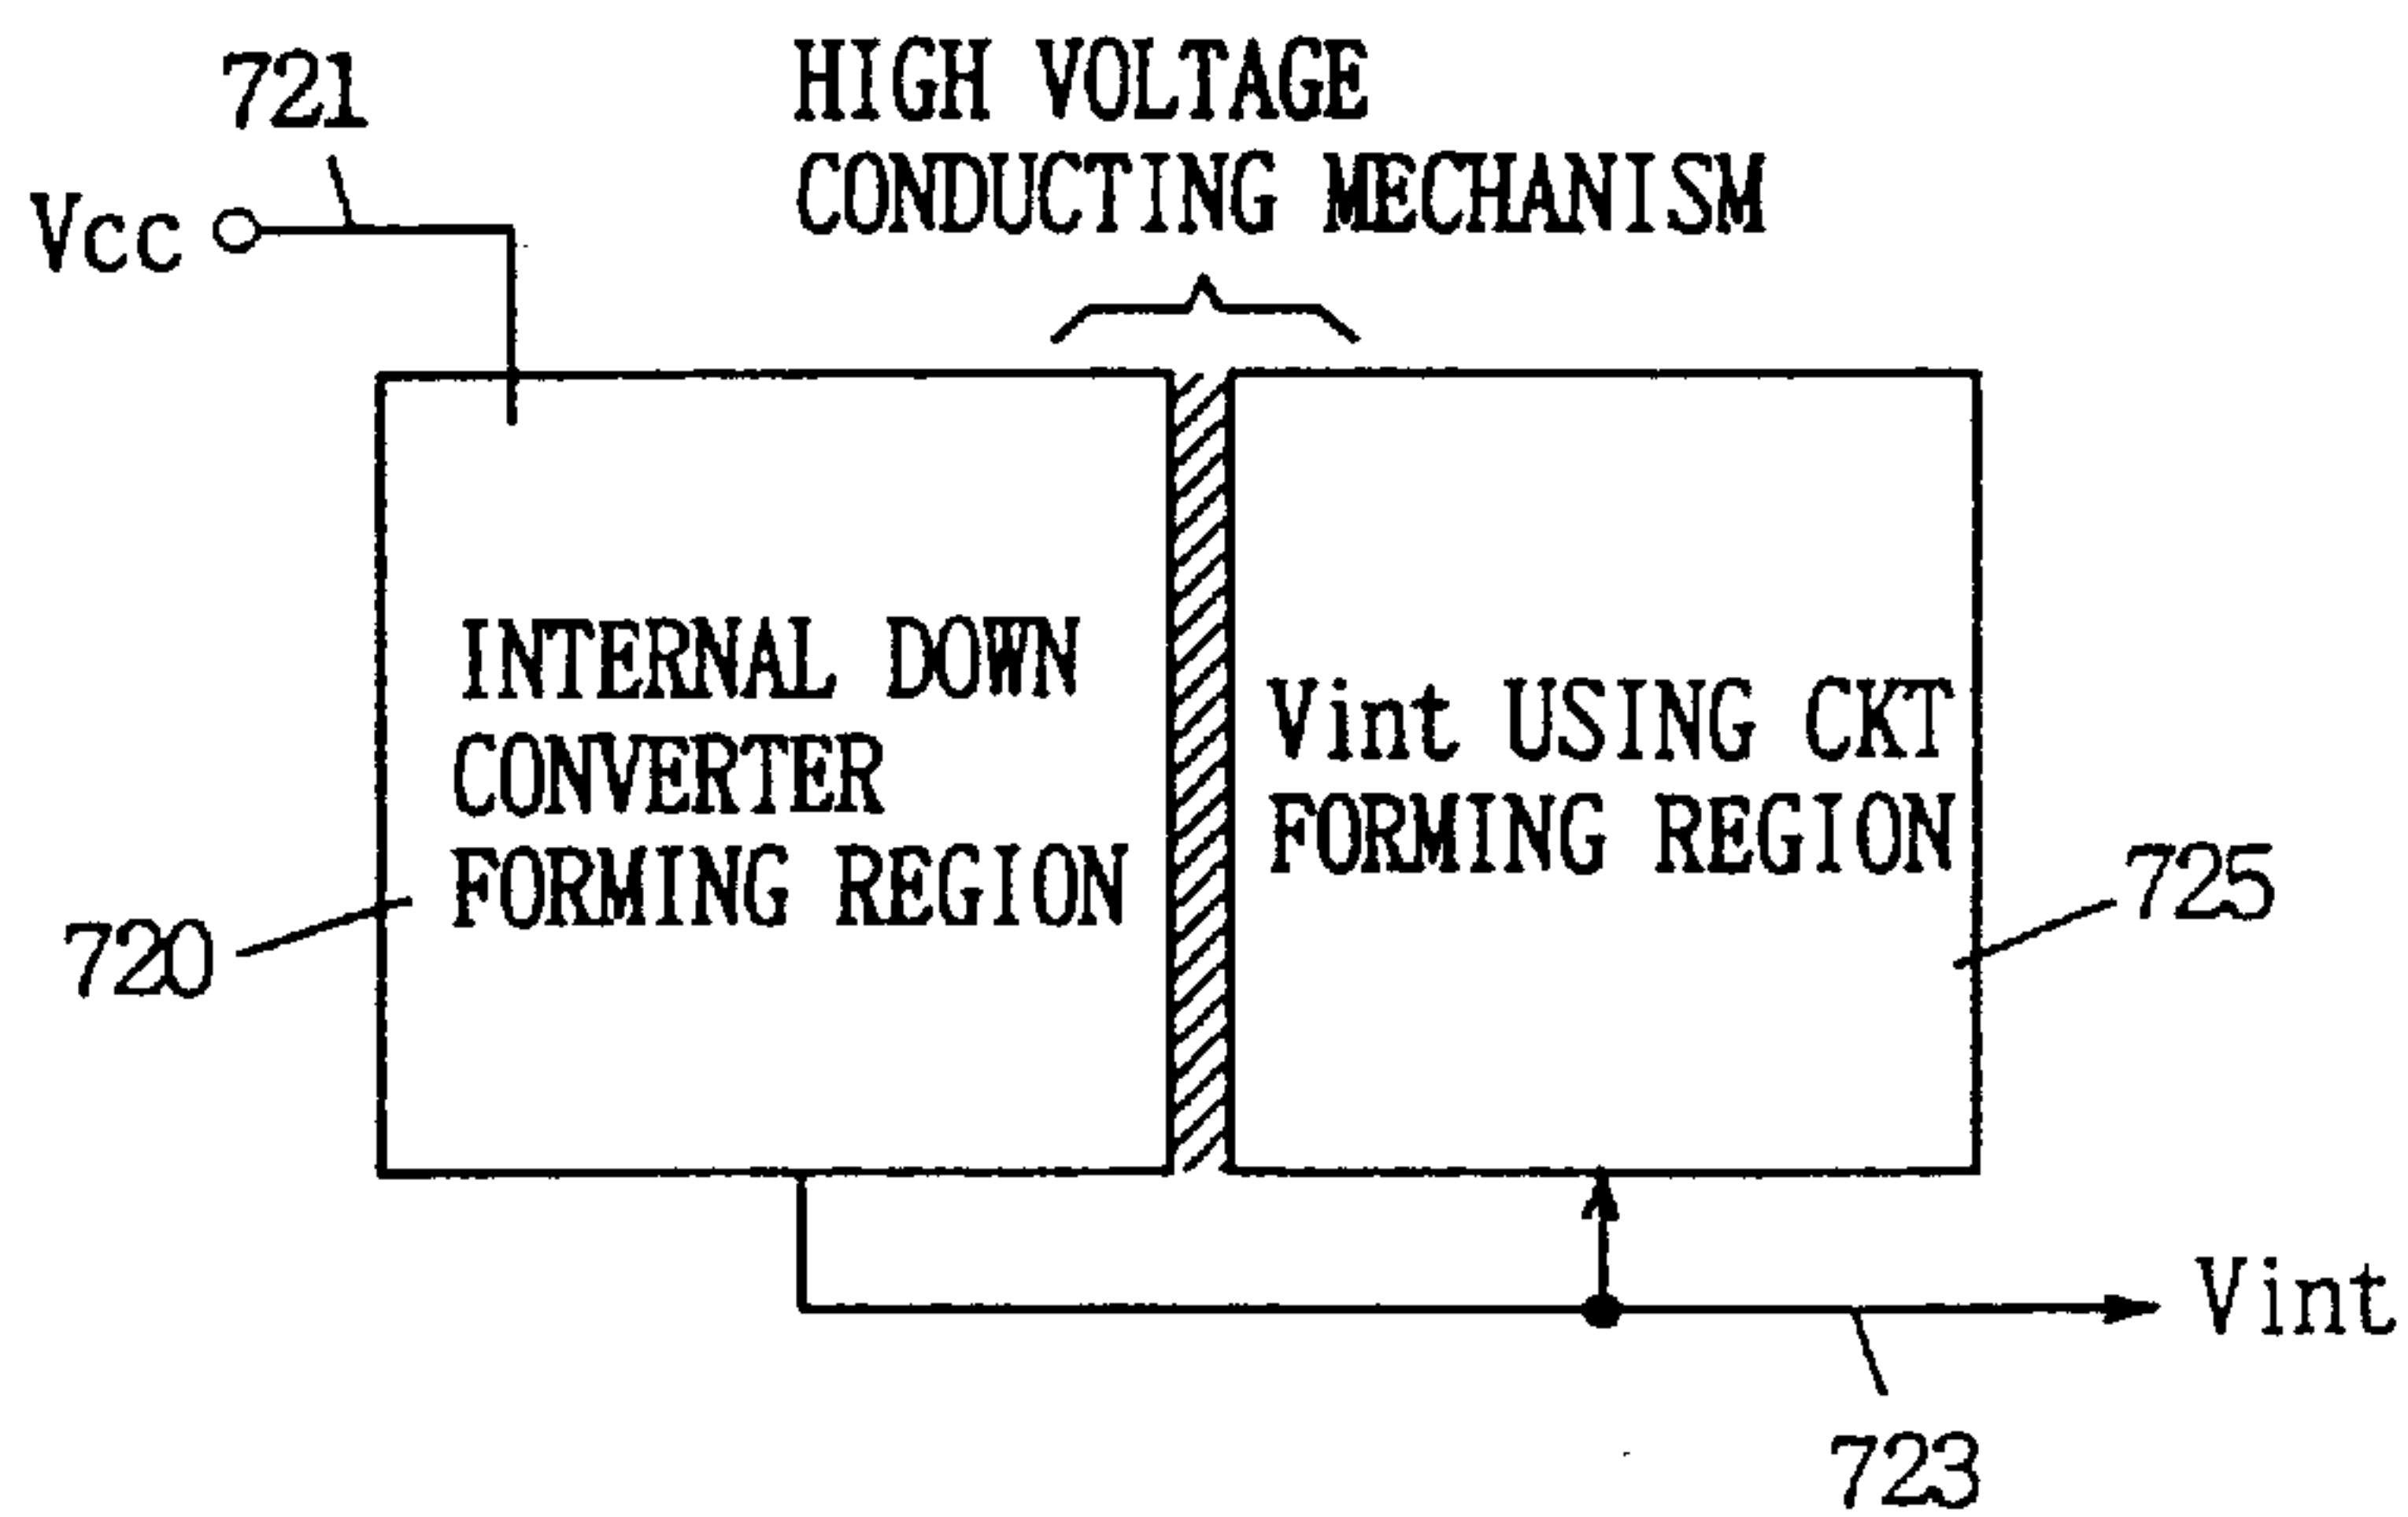 721
HIGH VOLTAGE
CONDUCTING MECHANISM
Vcc
INTERNAL DOWN
CONVERTER
FORMING REGION
Vint USING CKT
FORMING REGION
720
725
Vint
723